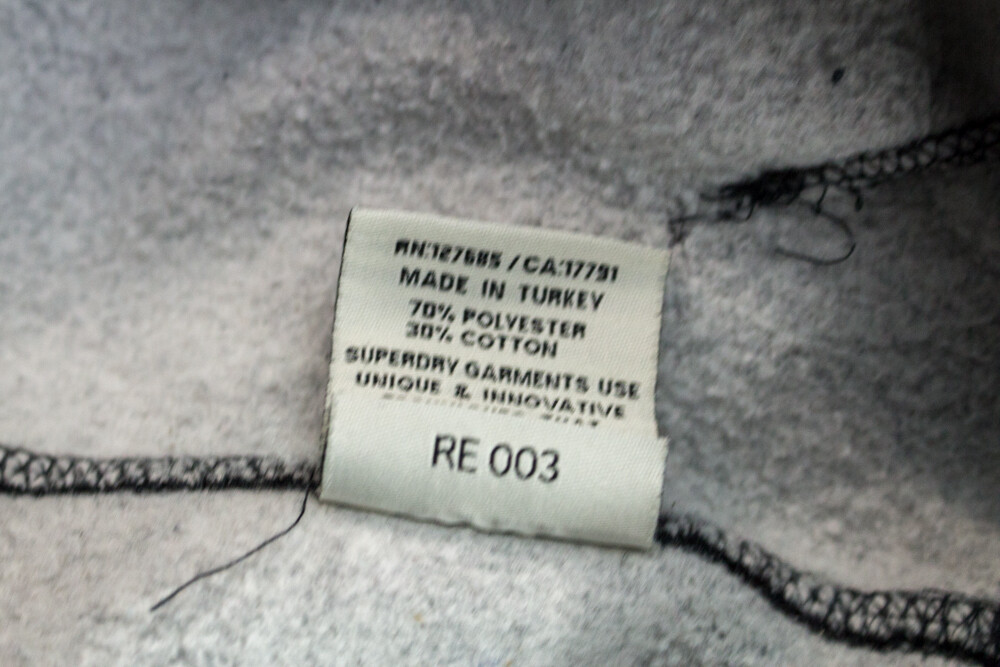 RN:127685 / CA:17791
MADE IN TURKEY
70% POLYESTER
30% COTTON
SUPERDRY GARMENTS USE
UNIQUE & INNOVATIVE
RE 003